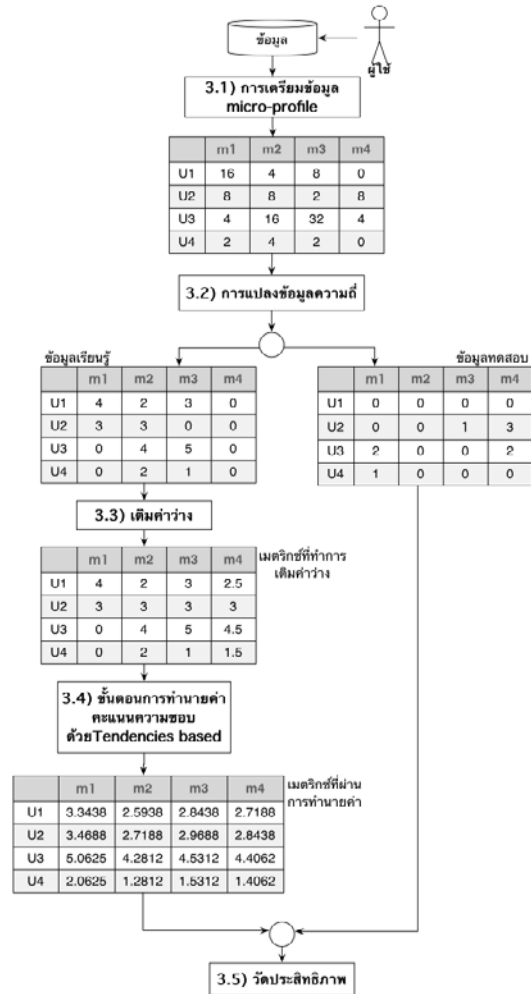 ข้อมูล
ผู้ใช้
3.1) การเตรียมข้อมูล
micro-profile
m1 m2 m3 m4
U1 16 4 8 0
U2 8 8 2 8
U3 4 16 32 4
U4 2 4 2 0
3.2) การแปลงข้อมูลความถี่
ข้อมูลเรียนรู้
m1 m2 m3 m4
U1 4 2 3 0
U2 3 3 0 0
U3 0 4 5 0
U4 0 2 1 0
ข้อมูลทดสอบ
m1 m2 m3 m4
U1 0 0 0 0
U2 0 0 1 3
U3 2 0 0 2
U4 1 0 0 0
3.3) เติมค่าว่าง
เมตริกซ์ที่ทำการ
เติมค่าว่าง
m1 m2 m3 m4
U1 4 2 3 2.5
U2 3 3 3 3
U3 0 4 5 4.5
U4 0 2 1 1.5
3.4) ขั้นตอนการทำนายค่า
คะแนนความชอบ
ด้วยTendencies based
เมตริกซ์ที่ผ่าน
การทำนายค่า
m1 m2 m3 m4
U1 3.3438 2.5938 2.8438 2.7188
U2 3.4688 2.7188 2.9688 2.8438
U3 5.0625 4.2812 4.5312 4.4062
U4 2.0625 1.2812 1.5312 1.4062
3.5) วัดประสิทธิภาพ